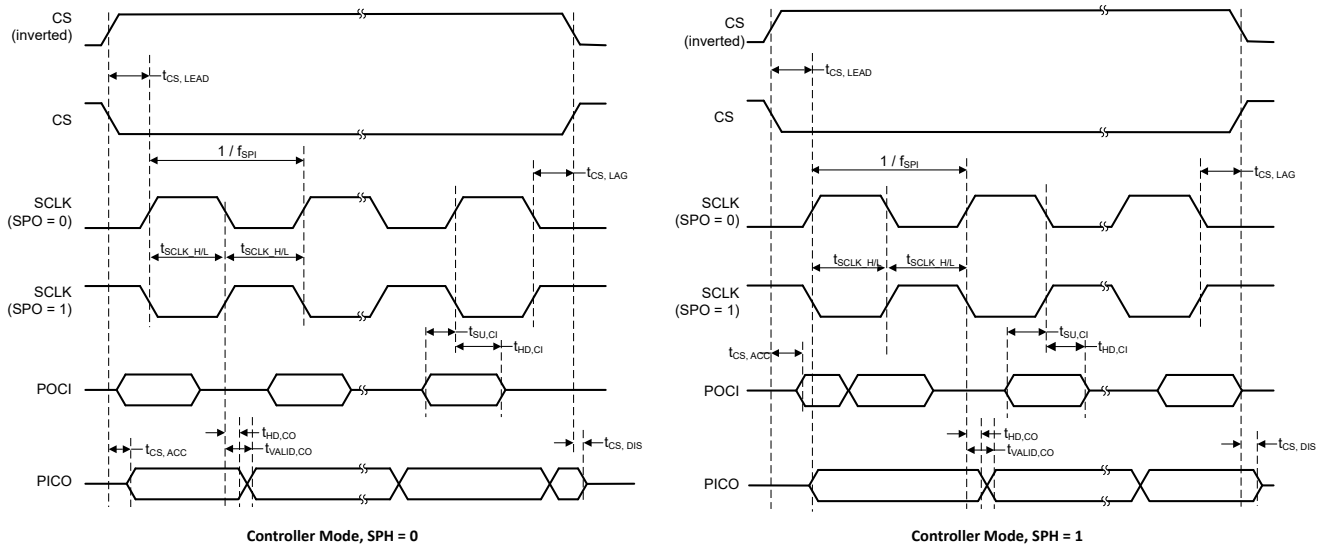 CS
(inverted)
tCS, LEAD
CS
1 / fSPI
tCS, LAG
SCLK
(SPO = 0)
tSCLK_H/L
tSCLK_H/L
SCLK
(SPO = 1)
tSU,CI
tHD,CI
POCI
tHD,CO
tCS, ACC
tVALID,CO
tCS, DIS
PICO
Controller Mode, SPH = 0
CS
(inverted)
tCS, LEAD
CS
1 / fSPI
tCS, LAG
SCLK
(SPO = 0)
tSCLK_H/L
tSCLK_H/L
SCLK
(SPO = 1)
tSU,CI
tCS, ACC
tHD,CI
POCI
tHD,CO
tVALID,CO
tCS, DIS
PICO
Controller Mode, SPH = 1